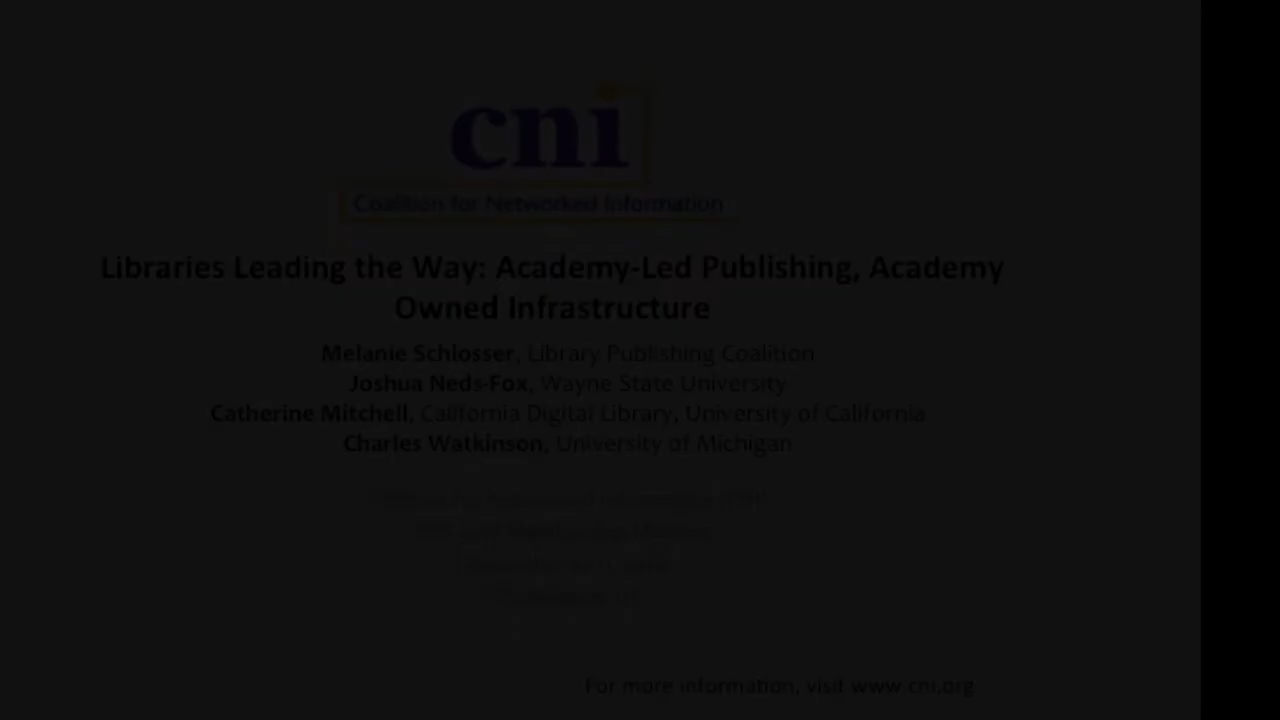 cni
Coalition for Networked Information
Libraries Leading the Way: Academy-Led Publishing, Academy
Owned Infrastructure
Melanie Schlosser, Library Publishing Coalition
Joshua Neds-Fox, Wayne State University
Catherine Mitchell, California Digital Library, University of California
Charles Watkinson, University of Michigan
For more information, visit www.cni.org